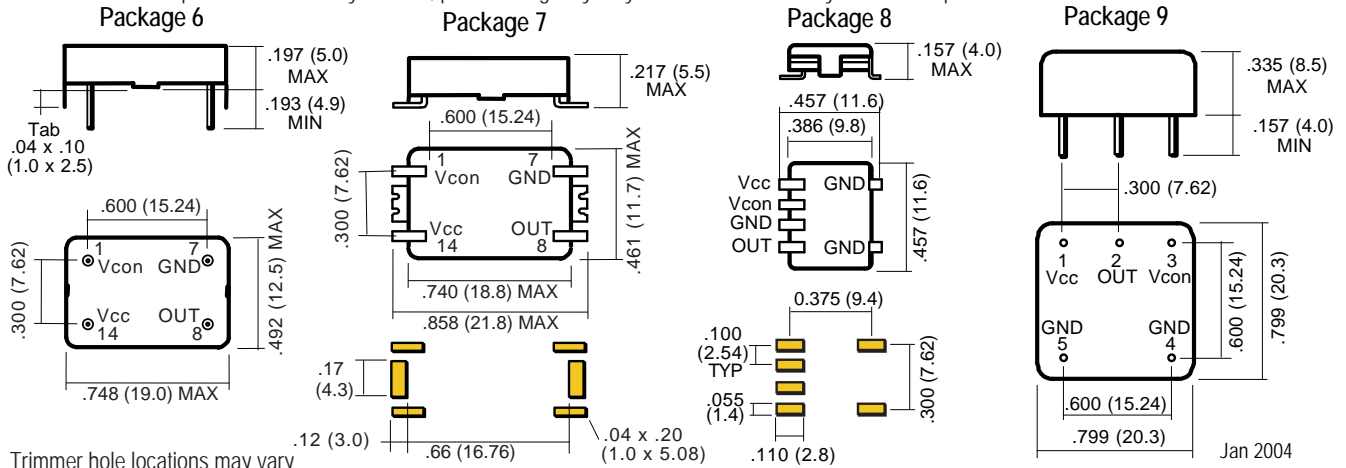 Package 6
.197 (5.0)
MAX
.193 (4.9)
MIN
Tab
.04 x .10
(1.0 x 2.5)
.600 (15.24)
1
7
Vcon
GND
Vcc
OUT
14
8
.300 (7.62)
.492 (12.5) MAX
.748 (19.0) MAX
Trimmer hole locations may vary
Package 7
.217 (5.5)
MAX
.600 (15.24)
1
7
Vcon
GND
Vcc
OUT
14
8
.300 (7.62)
.461 (11.7) MAX
.740 (18.8) MAX
.858 (21.8) MAX
.17
(4.3)
.12 (3.0)
.66 (16.76)
.04 x .20
(1.0 x 5.08)
Package 8
.157 (4.0)
MAX
.457 (11.6)
.386 (9.8)
Vcc
GND
Vcon
GND
OUT
GND
.457 (11.6)
0.375 (9.4)
.100
(2.54)
TYP
.055
(1.4)
.300 (7.62)
.110 (2.8)
Package 9
.335 (8.5)
MAX
.157 (4.0)
MIN
.300 (7.62)
1
2
3
Vcc
OUT
Vcon
GND
GND
5
4
.600 (15.24)
.799 (20.3)
.600 (15.24)
.799 (20.3)
Jan 2004